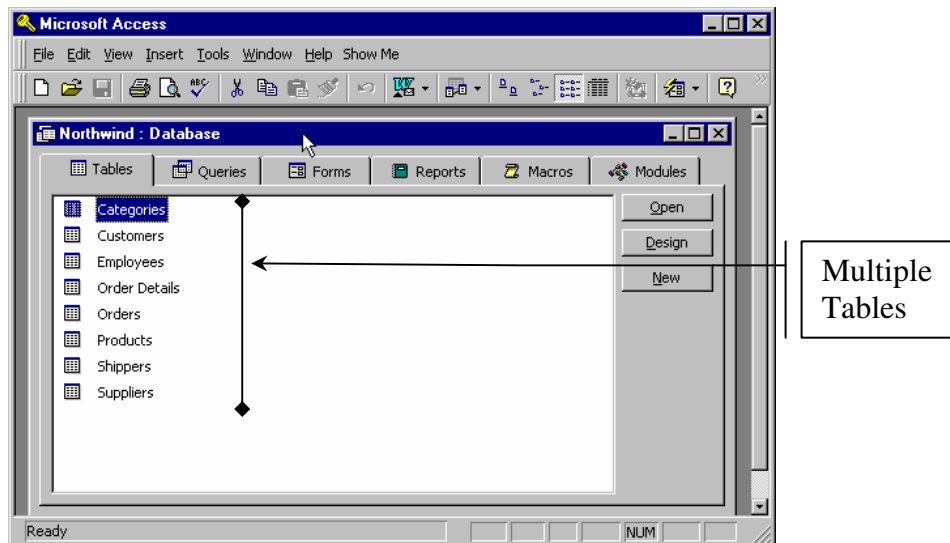 Microsoft Access
File Edit View Insert Tools Window Help Show Me
ABC
Northwind : Database
Tables Queries Forms Reports Macros Modules
Categories
Customers
Employees
Order Details
Orders
Products
Shippers
Suppliers
Open
Design
New
Multiple
Tables
Ready
NUM